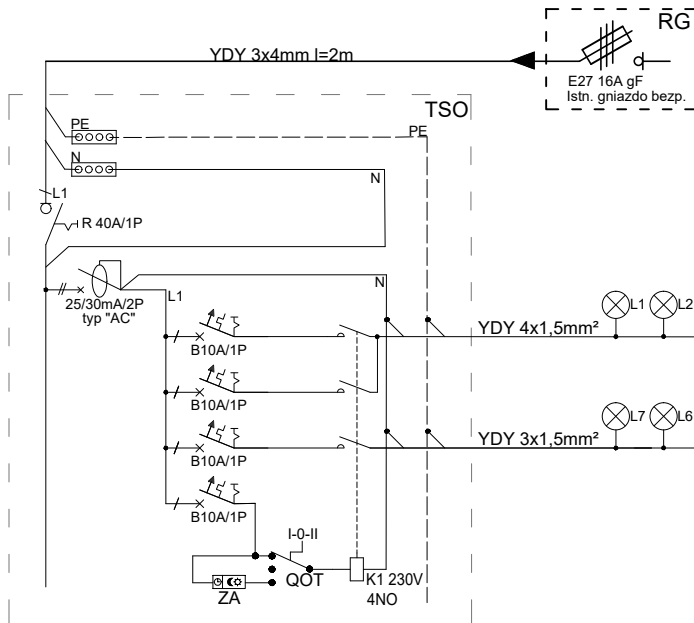 RG
YDY 3x4mm l=2m
E27 16A gF
Istn. gniazdo bezp.
TSO
PE
PE
N
N
L1
R 40A/1P
N
L1
25/30mA/2P
typ "AC"
L1
L2
YDY 4x1,5mm²
B10A/1P
B10A/1P
L7
L6
YDY 3x1,5mm²
B10A/1P
B10A/1P
I-0-II
QOT
K1 230V
4NO
ZA